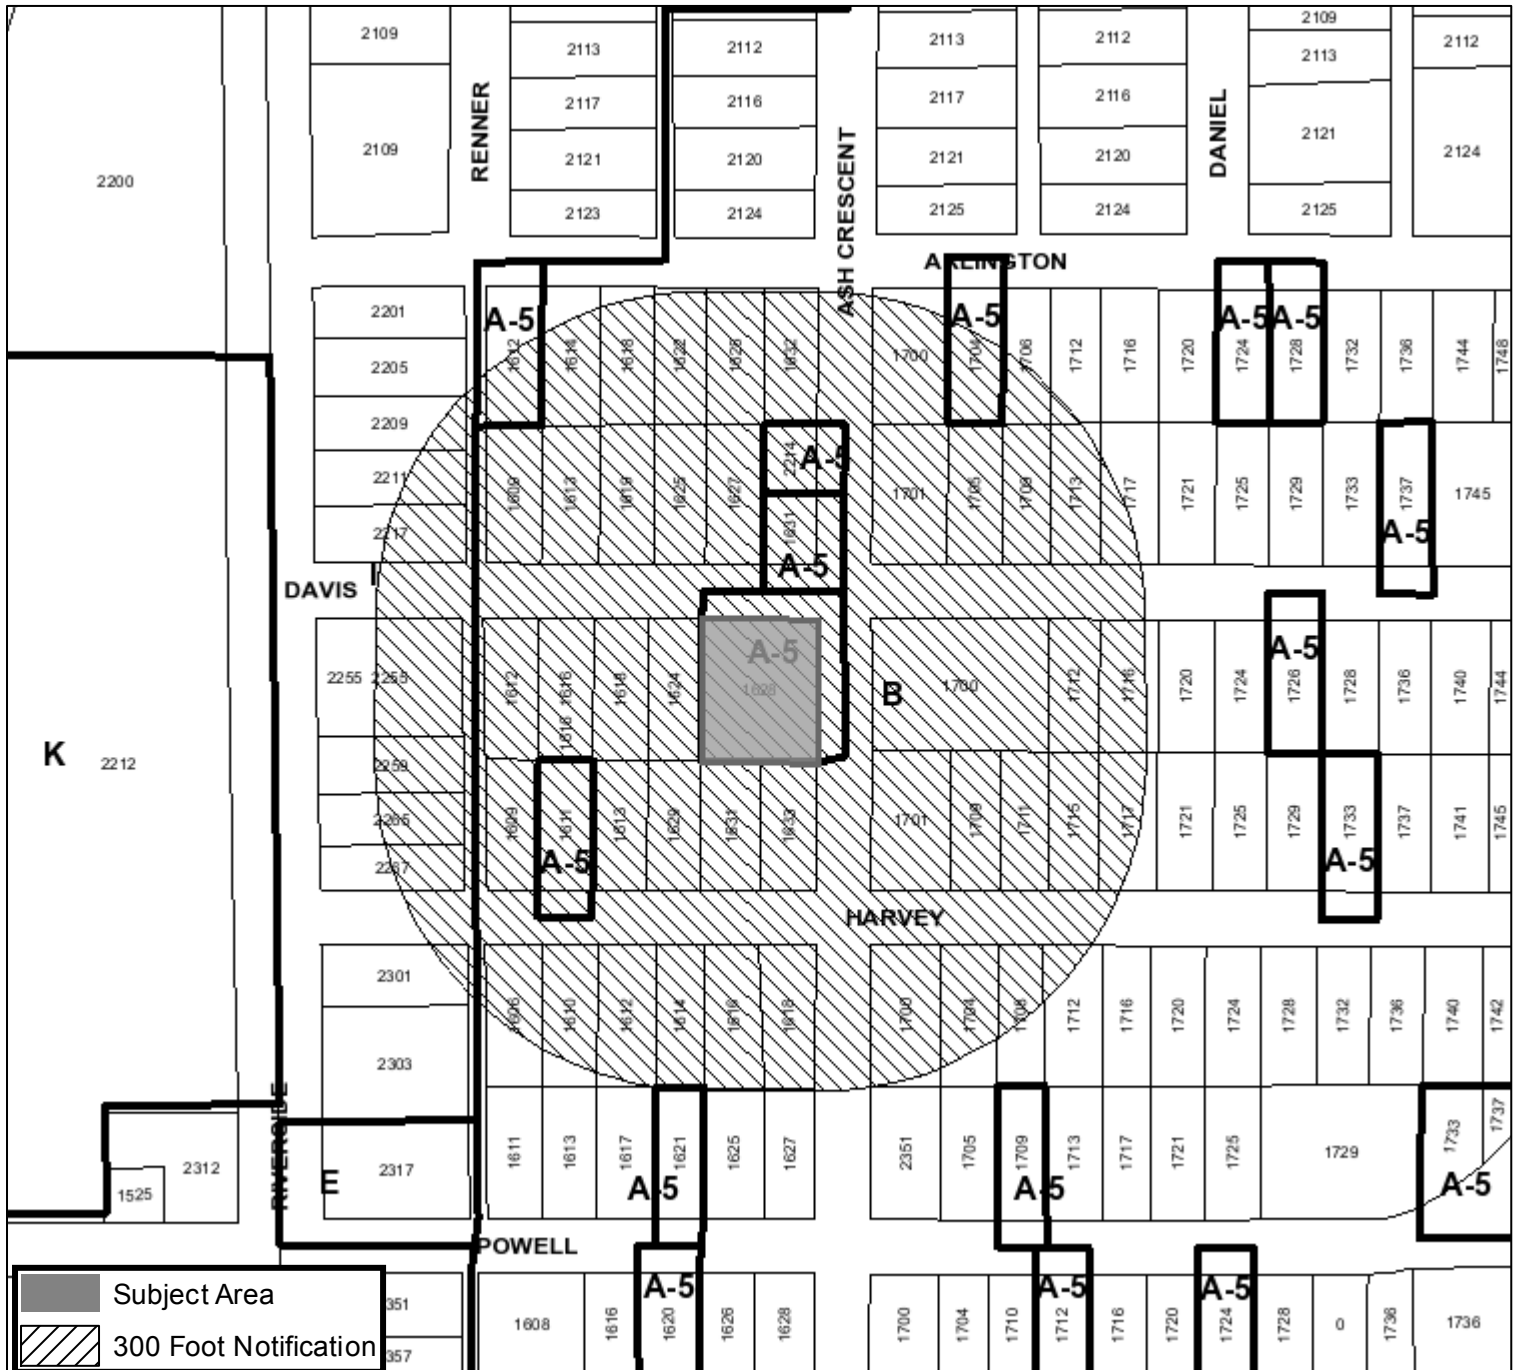 2109 2113 2112 2113 2112 2109 2112
2113
2117 2116 2117 2116
2109 2121 2120 2121 2120 2121 2124
2200
2123 2124 2125 2124 2125
RENNER
ASH CRESCENT
DANIEL
ARLINGTON
2201
A-5 A-5 A-5 A-5
2205 1612 1614 1618 1622 1628 1632 1700 1704 1706 1712 1716 1720 1724 1728 1732 1736 1744 1748
2209
2214 A-5
2211 1609 1613 1619 1625 1627 1701 1705 1709 1713 1717 1721 1725 1729 1733 1737 1745
1631
2217
A-5
A-5
DAVIS
A-5 A-5
2255 2255 1612 1616 1618 1624 1628 B 1700 1712 1716 1720 1724 1726 1728 1736 1740 1744
1616
K 2212
2259
2265 1609 1611 1613 1629 1631 1633 1701 1709 1711 1715 1717 1721 1725 1729 1733 1737 1741 1745
A-5 A-5
2267
HARVEY
2301
1606 1610 1612 1614 1616 1618 1700 1704 1708 1712 1716 1720 1724 1728 1732 1736 1740 1742
2303
RIVERSIDE
1611 1613 1617 1621 1625 1627 2351 1705 1709 1713 1717 1721 1725 1729 1733 1737
2312 2317
1525 E A-5 A-5 A-5
POWELL
A-5 A-5 A-5
351 1608 1616 1620 1626 1628 1700 1704 1710 1712 1716 1720 1724 1728 0 1736 1736
357
Subject Area
300 Foot Notification